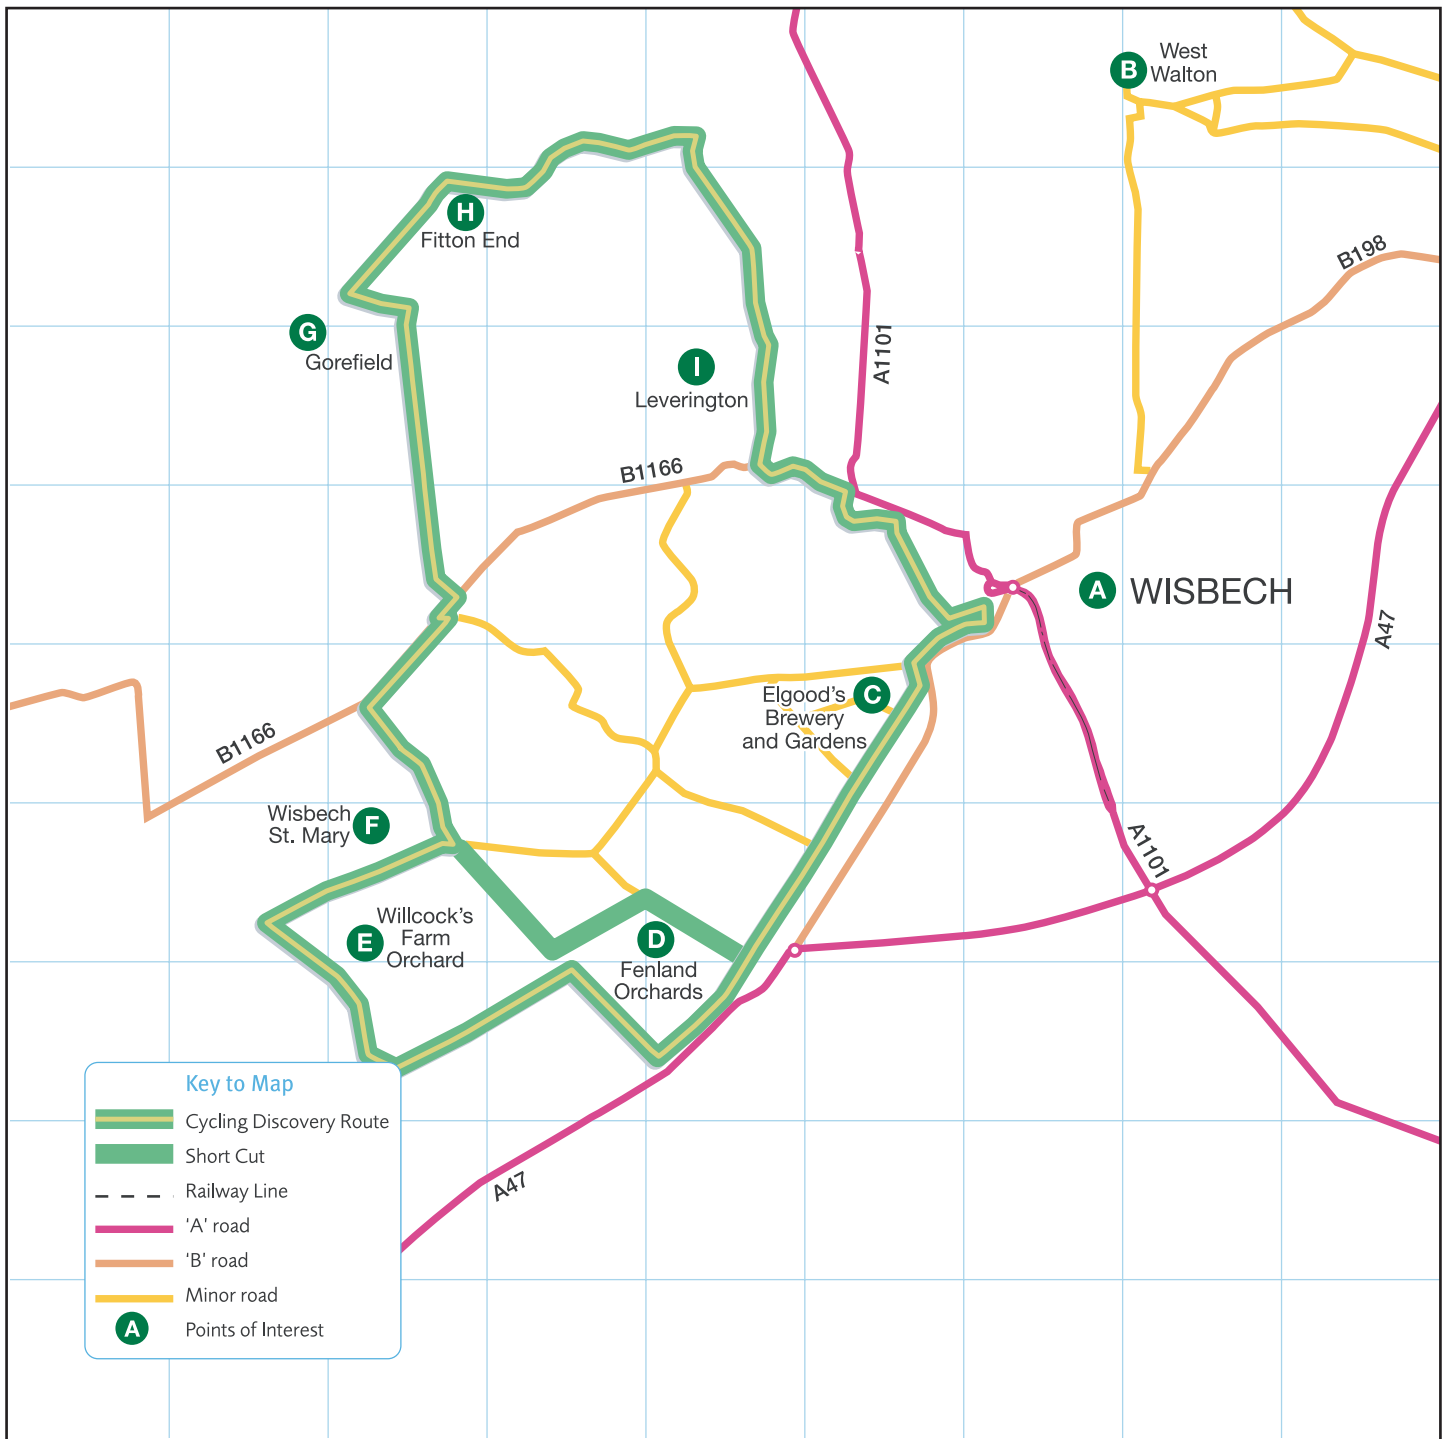 B
West
Walton
H
Fitton End
B198
G
Gorefield
A1101
I
Leverington
B1166
A
WISBECH
A47
C
Elgood's
Brewery
and Gardens
B1166
Wisbech
St. Mary
F
A1101
E
Willcock's
Farm
Orchard
D
Fenland
Orchards
A47
Key to Map
Cycling Discovery Route
Short Cut
Railway Line
'A' road
'B' road
Minor road
A
Points of Interest